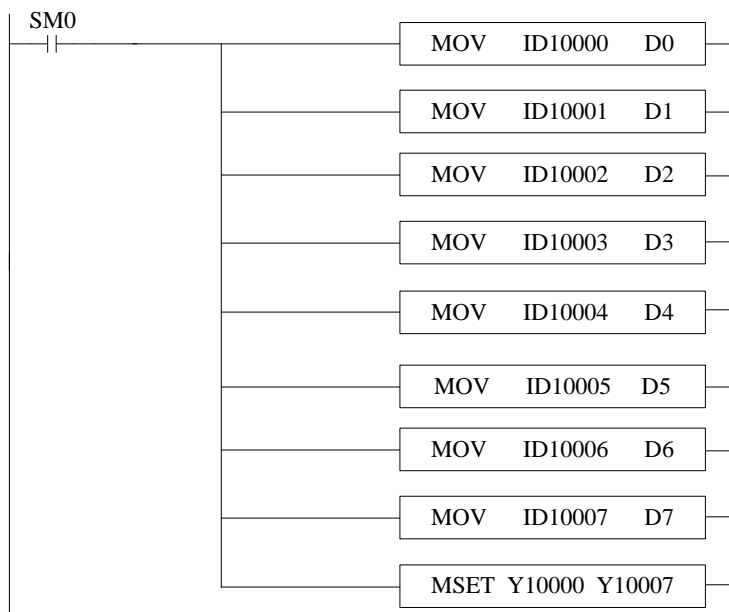 SM0
MOV ID10000 D0
MOV ID10001 D1
MOV ID10002 D2
MOV ID10003 D3
MOV ID10004 D4
MOV ID10005 D5
MOV ID10006 D6
MOV ID10007 D7
MSET Y10000 Y10007